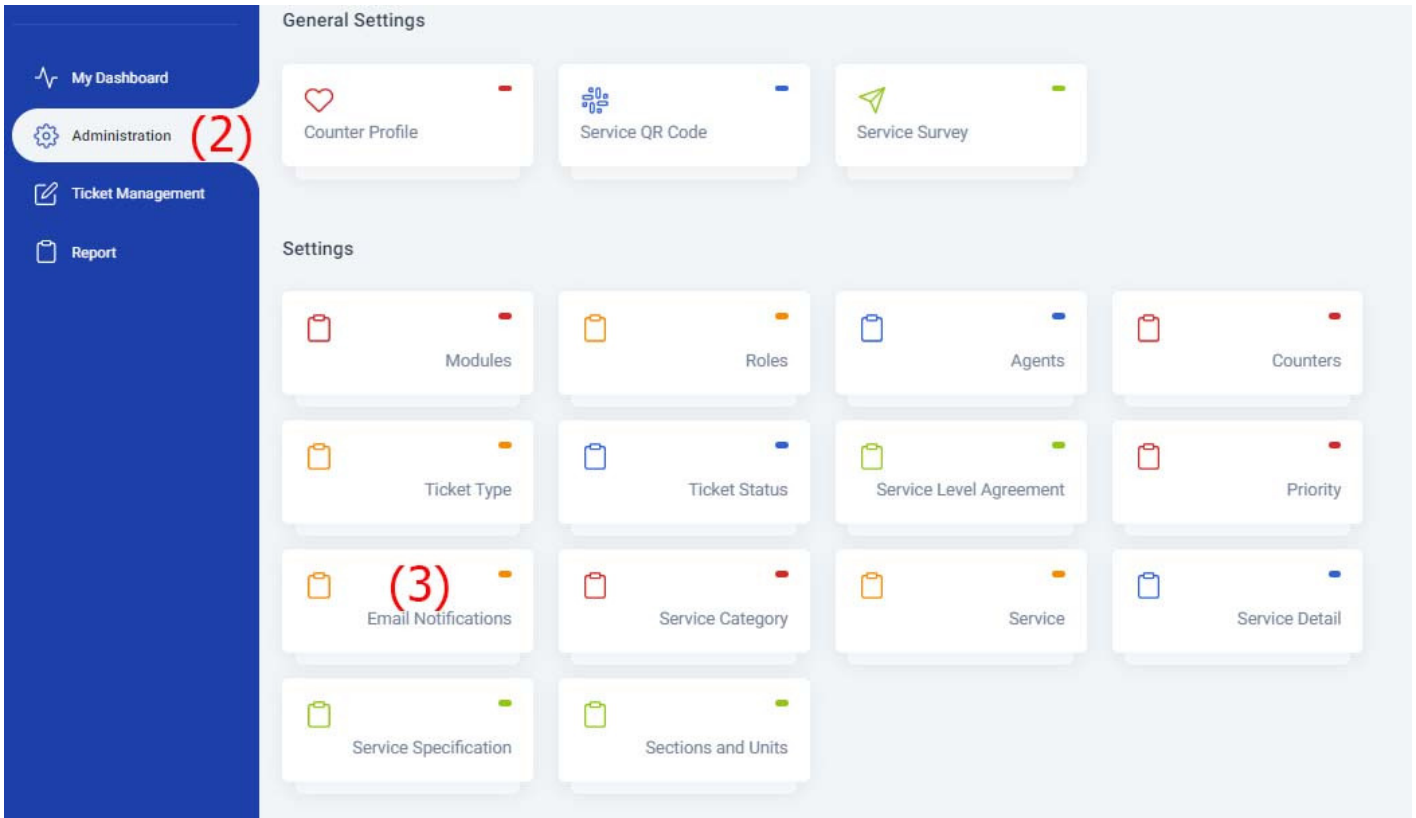 General Settings
My Dashboard
Administration (2)
Ticket Management
Report
Counter Profile
Service QR Code
Service Survey
Settings
Modules
Roles
Agents
Counters
Ticket Type
Ticket Status
Service Level Agreement
Priority
(3)
Email Notifications
Service Category
Service
Service Detail
Service Specification
Sections and Units